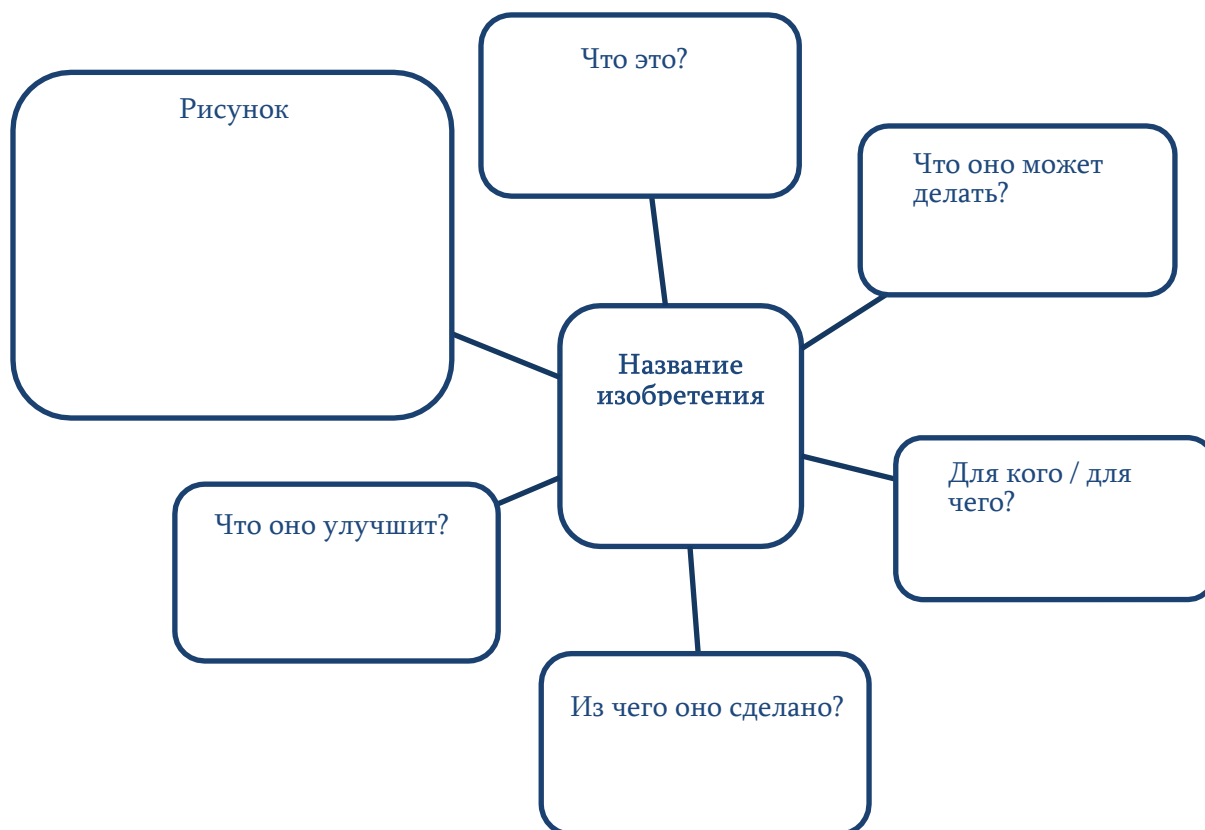 Что это?
Рисунок
Что оно может
делать?
Название
изобретения
Для кого / для
чего?
Что оно улучшит?
Из чего оно сделано?